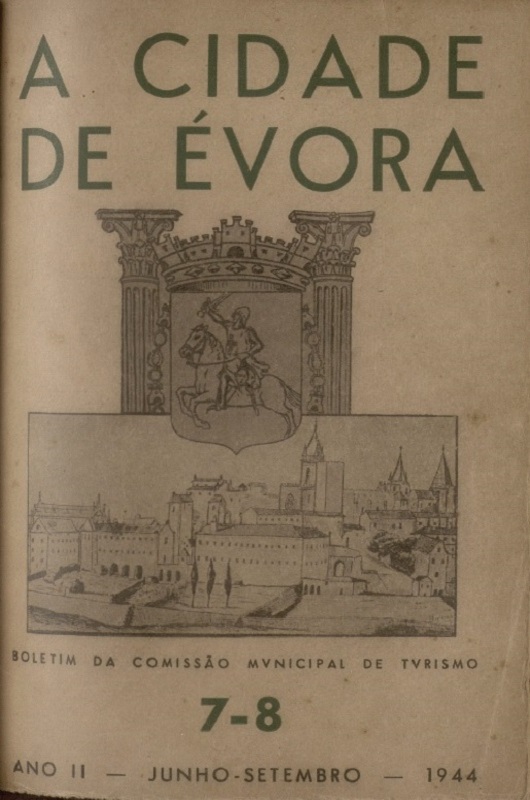 A CIDADE
DE ÉVORA
BOLETIM DA COMISSÃO MVNICIPAL DE TVRISMO
7-8
ANO II — JUNHO-SETEMBRO — 1944